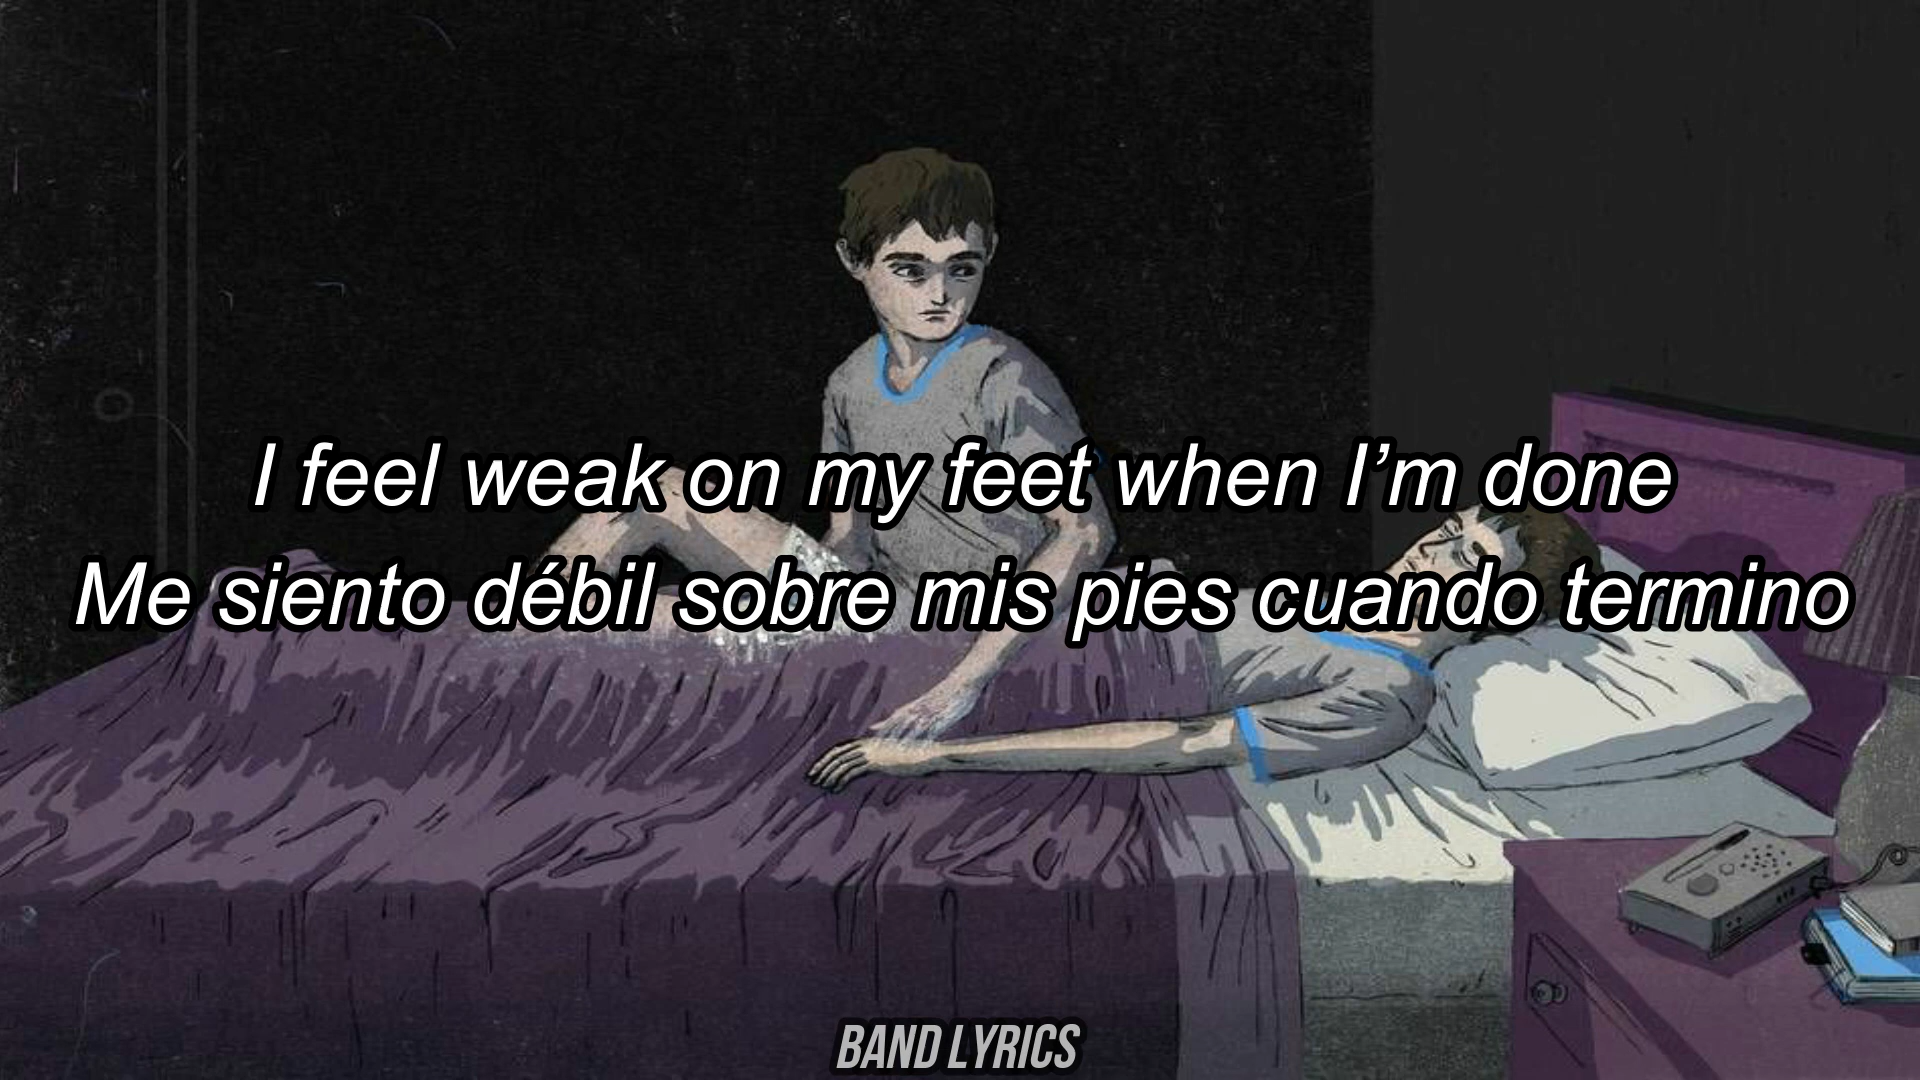 I feel weak on my feet when I’m done
Me siento débil sobre mis pies cuando termino
BAND LYRICS